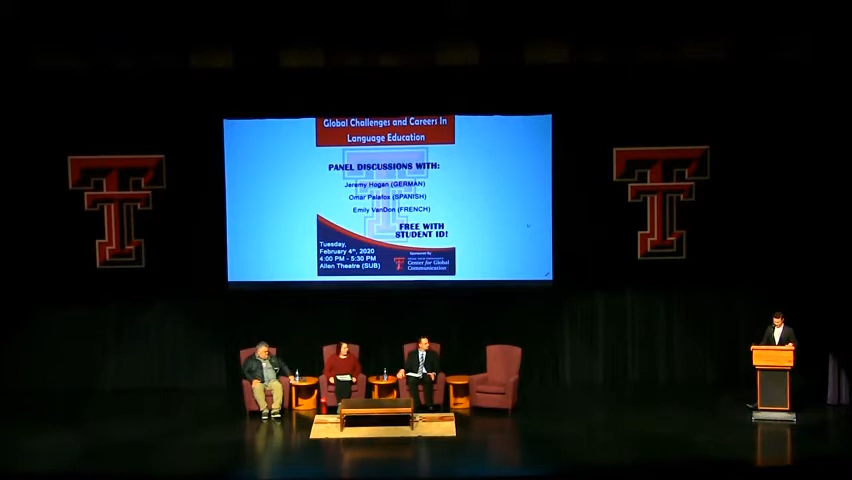 Global Challenges and Careers In
Language Education
PANEL DISCUSSIONS WITH:
Jeremy Hogan (GERMAN)
Omar Palafox (SPANISH)
Emily VanDon (FRENCH)
FREE WITH
STUDENT ID!
Tuesday,
February 4th, 2020
4:00 PM - 5:30 PM
Allen Theatre (SUB)
Sponsored By
Center for Global
Communication